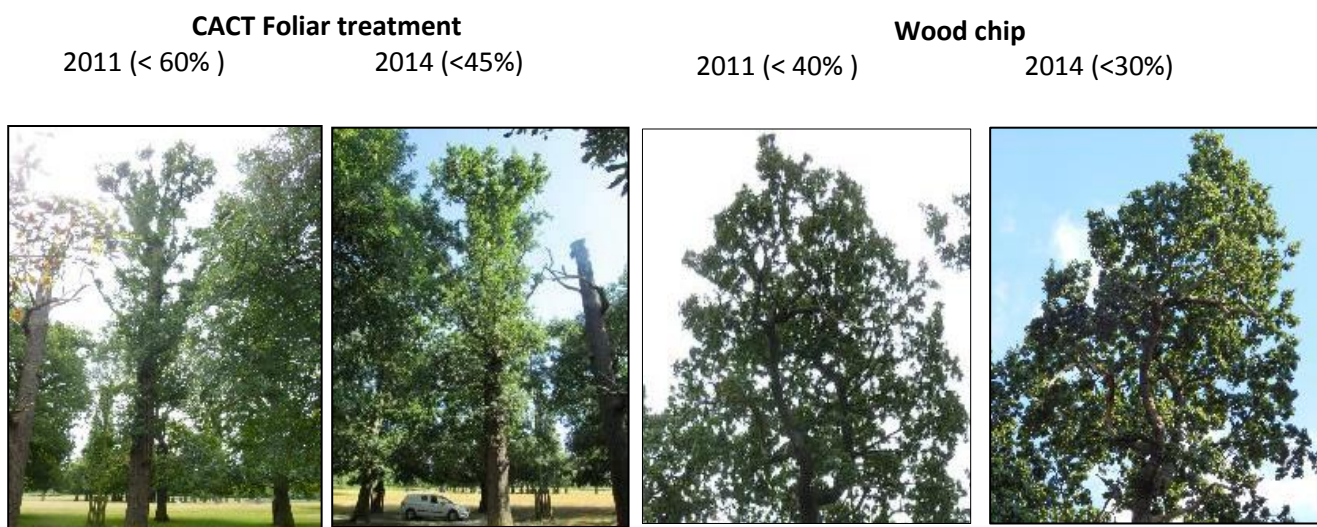 CACT Foliar treatment
2011 (< 60% )
2014 (<45%)
Wood chip
2011 (< 40% )
2014 (<30%)